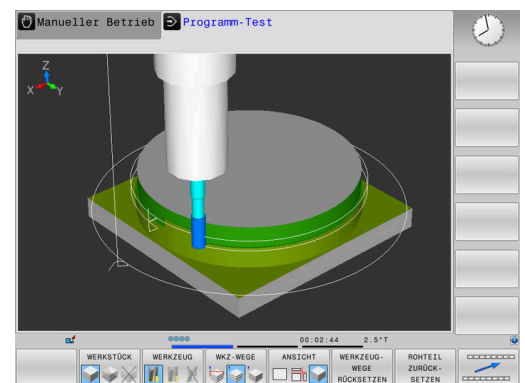 Manueller Betrieb
Programm-Test
Z
X
Y
00:02:44
2.5°T
WERKSTÜCK
WERKZEUG
WKZ-WEGE
ANSICHT
WERKZEUG-
WEGE
RÜCKSETZEN
ROHTEIL
ZURÜCK-
SETZEN